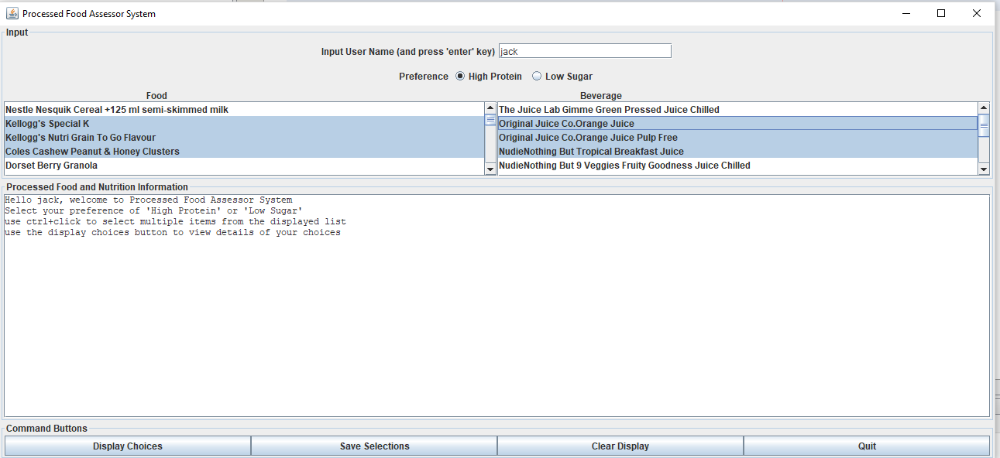 Processed Food Assessor System
Input
Input User Name (and press 'enter' key) jack
Preference High Protein Low Sugar
Food Beverage
Nestle Nesquik Cereal +125 ml semi-skimmed milk
Kellogg's Special K
Kellogg's Nutri Grain To Go Flavour
Coles Cashew Peanut & Honey Clusters
Dorset Berry Granola
The Juice Lab Gimme Green Pressed Juice Chilled
Original Juice Co.Orange Juice
Original Juice Co.Orange Juice Pulp Free
NudieNothing But Tropical Breakfast Juice
NudieNothing But 9 Veggies Fruity Goodness Juice Chilled
Processed Food and Nutrition Information
Hello jack, welcome to Processed Food Assessor System
Select your preference of 'High Protein' or 'Low Sugar'
use ctrl+click to select multiple items from the displayed list
use the display choices button to view details of your choices
Command Buttons
Display Choices Save Selections Clear Display Quit